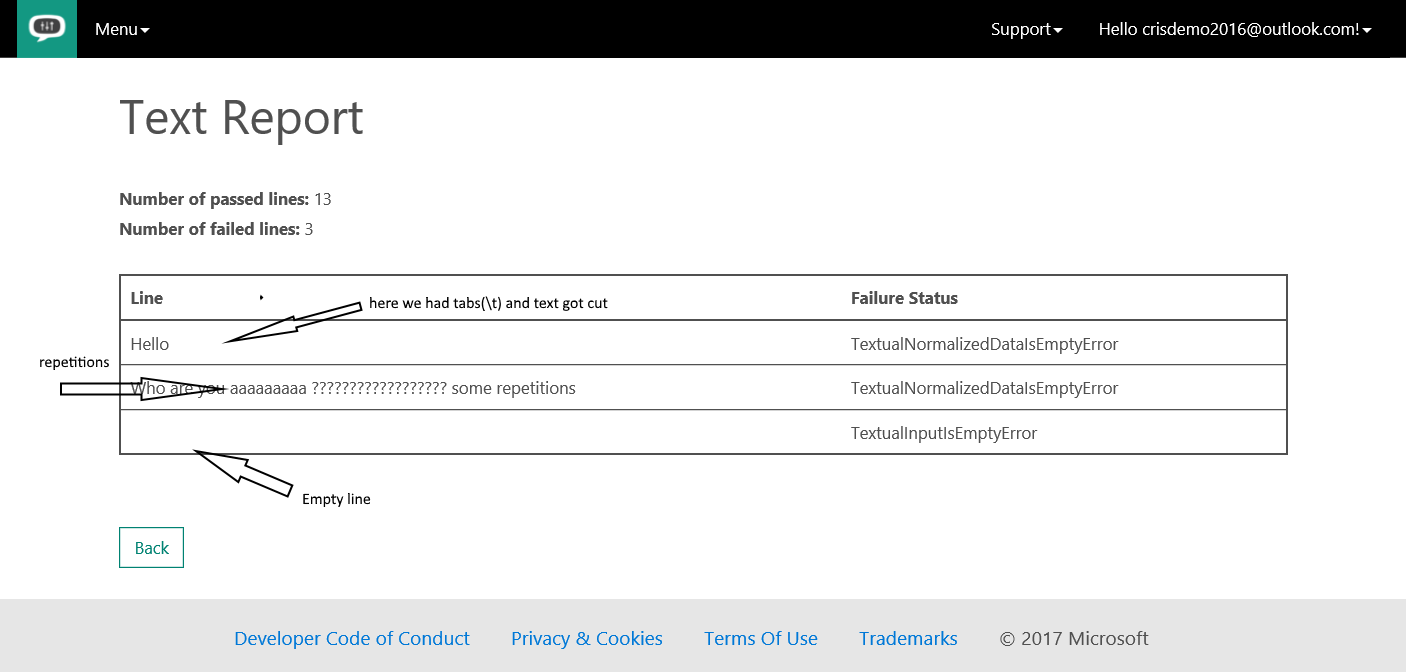 Menu Support Hello crisdemo2016@outlook.com!
Text Report
Number of passed lines: 13
Number of failed lines: 3
Line Failure Status
here we had tabs(\t) and text got cut
Hello TextualNormalizedDataIsEmptyError
repetitions
Who are you aaaaaaaaa ?????????????????? some repetitions TextualNormalizedDataIsEmptyError
TextualInputIsEmptyError
Empty line
Back
Developer Code of Conduct Privacy & Cookies Terms Of Use Trademarks © 2017 Microsoft